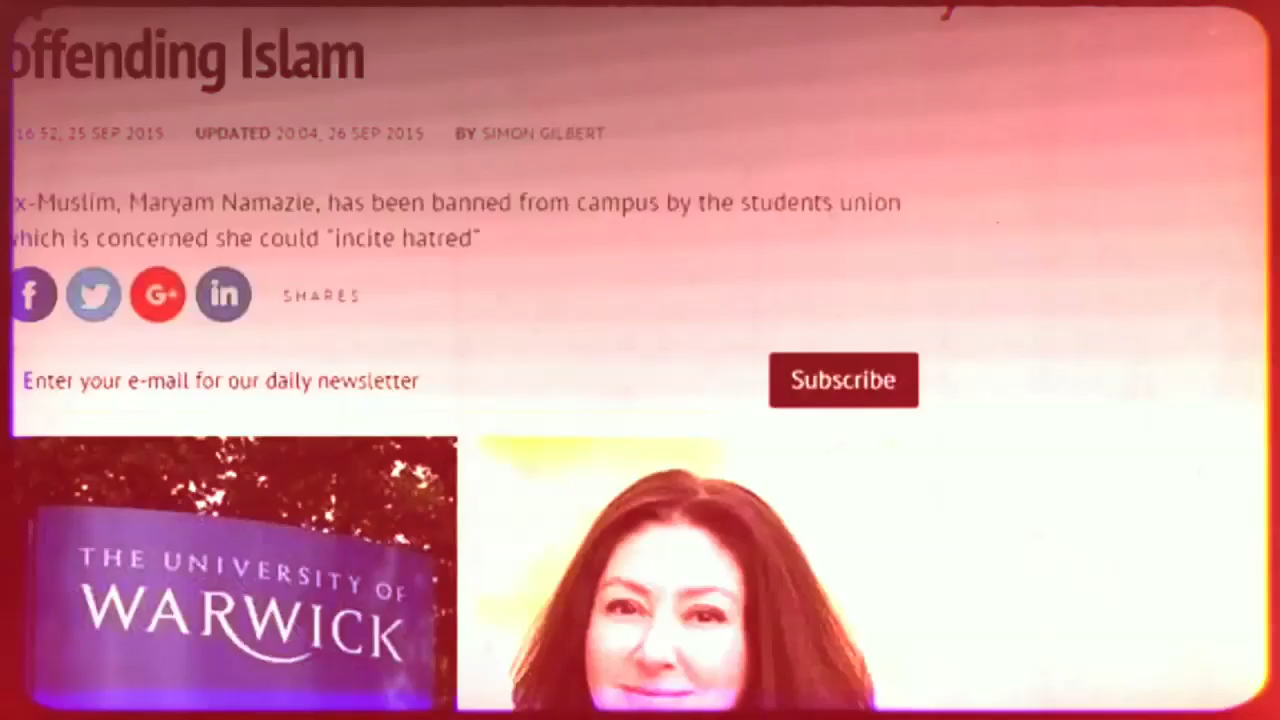 offending Islam
16:52, 25 SEP 2015 UPDATED 20:04, 26 SEP 2015 BY SIMON GILBERT
x-Muslim, Maryam Namazie, has been banned from campus by the students union
which is concerned she could "incite hatred"
f G+ in SHARES
Enter your e-mail for our daily newsletter
Subscribe
THE UNIVERSITY OF
WARWICK